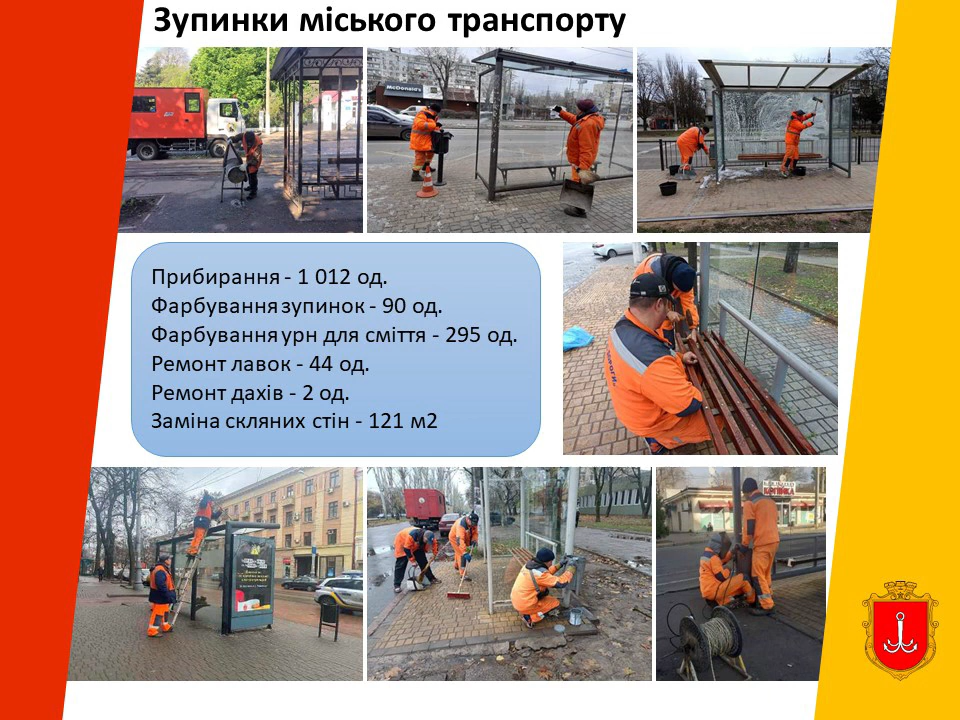 Зупинки міського транспорту
McDonald's
Прибирання - 1 012 од.
Фарбування зупинок - 90 од.
Фарбування урн для сміття - 295 од.
Ремонт лавок - 44 од.
Ремонт дахів - 2 од.
Заміна скляних стін - 121 м2
КОПІЙКА